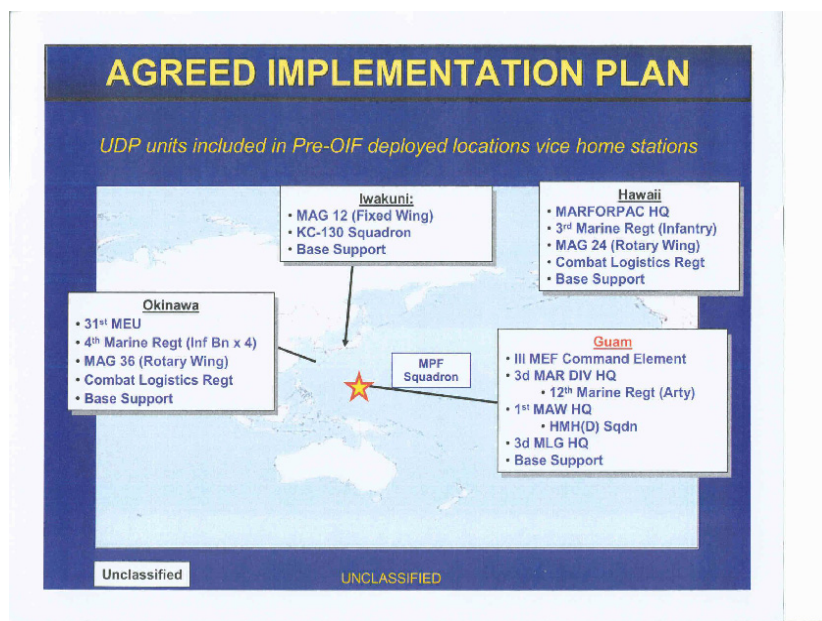 AGREED IMPLEMENTATION PLAN
UDP units included in Pre-OIF deployed locations vice home stations
Iwakuni:
• MAG 12 (Fixed Wing)
• KC-130 Squadron
• Base Support
Hawaii
• MARFORPAC HQ
• 3rd Marine Regt (Infantry)
• MAG 24 (Rotary Wing)
• Combat Logistics Regt
• Base Support
Okinawa
• 31st MEU
• 4th Marine Regt (Inf Bn x 4)
• MAG 36 (Rotary Wing)
• Combat Logistics Regt
• Base Support
MPF
Squadron
Guam
• III MEF Command Element
• 3d MAR DIV HQ
• 12th Marine Regt (Arty)
• 1st MAW HQ
• HMH(D) Sqdn
• 3d MLG HQ
• Base Support
Unclassified
UNCLASSIFIED